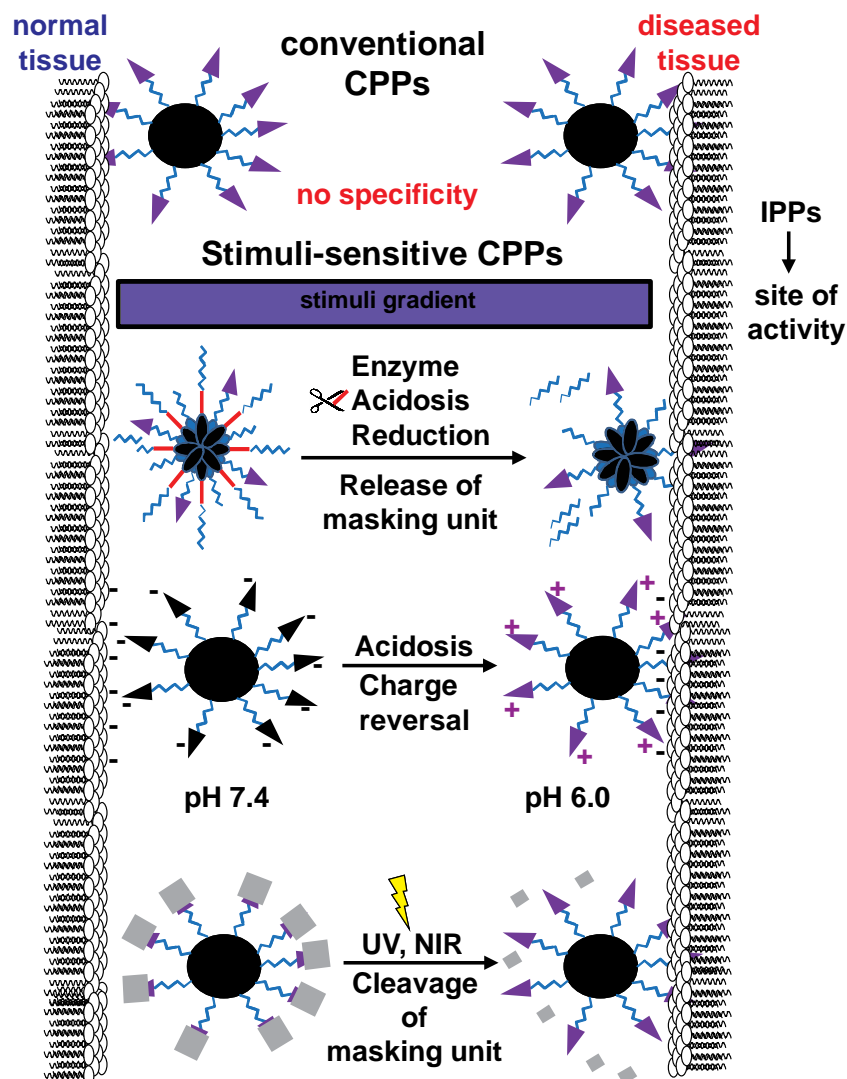 normal
tissue
conventional
CPPs
diseased
tissue
no specificity
IPPs
site of
activity
Stimuli-sensitive CPPs
stimuli gradient
Enzyme
Acidosis
Reduction
Release of
masking unit
- - - - - - - - - - - - -
+ + + + + +
- - - - -
Acidosis
Charge
reversal
pH 7.4
pH 6.0
UV, NIR
Cleavage
of
masking unit